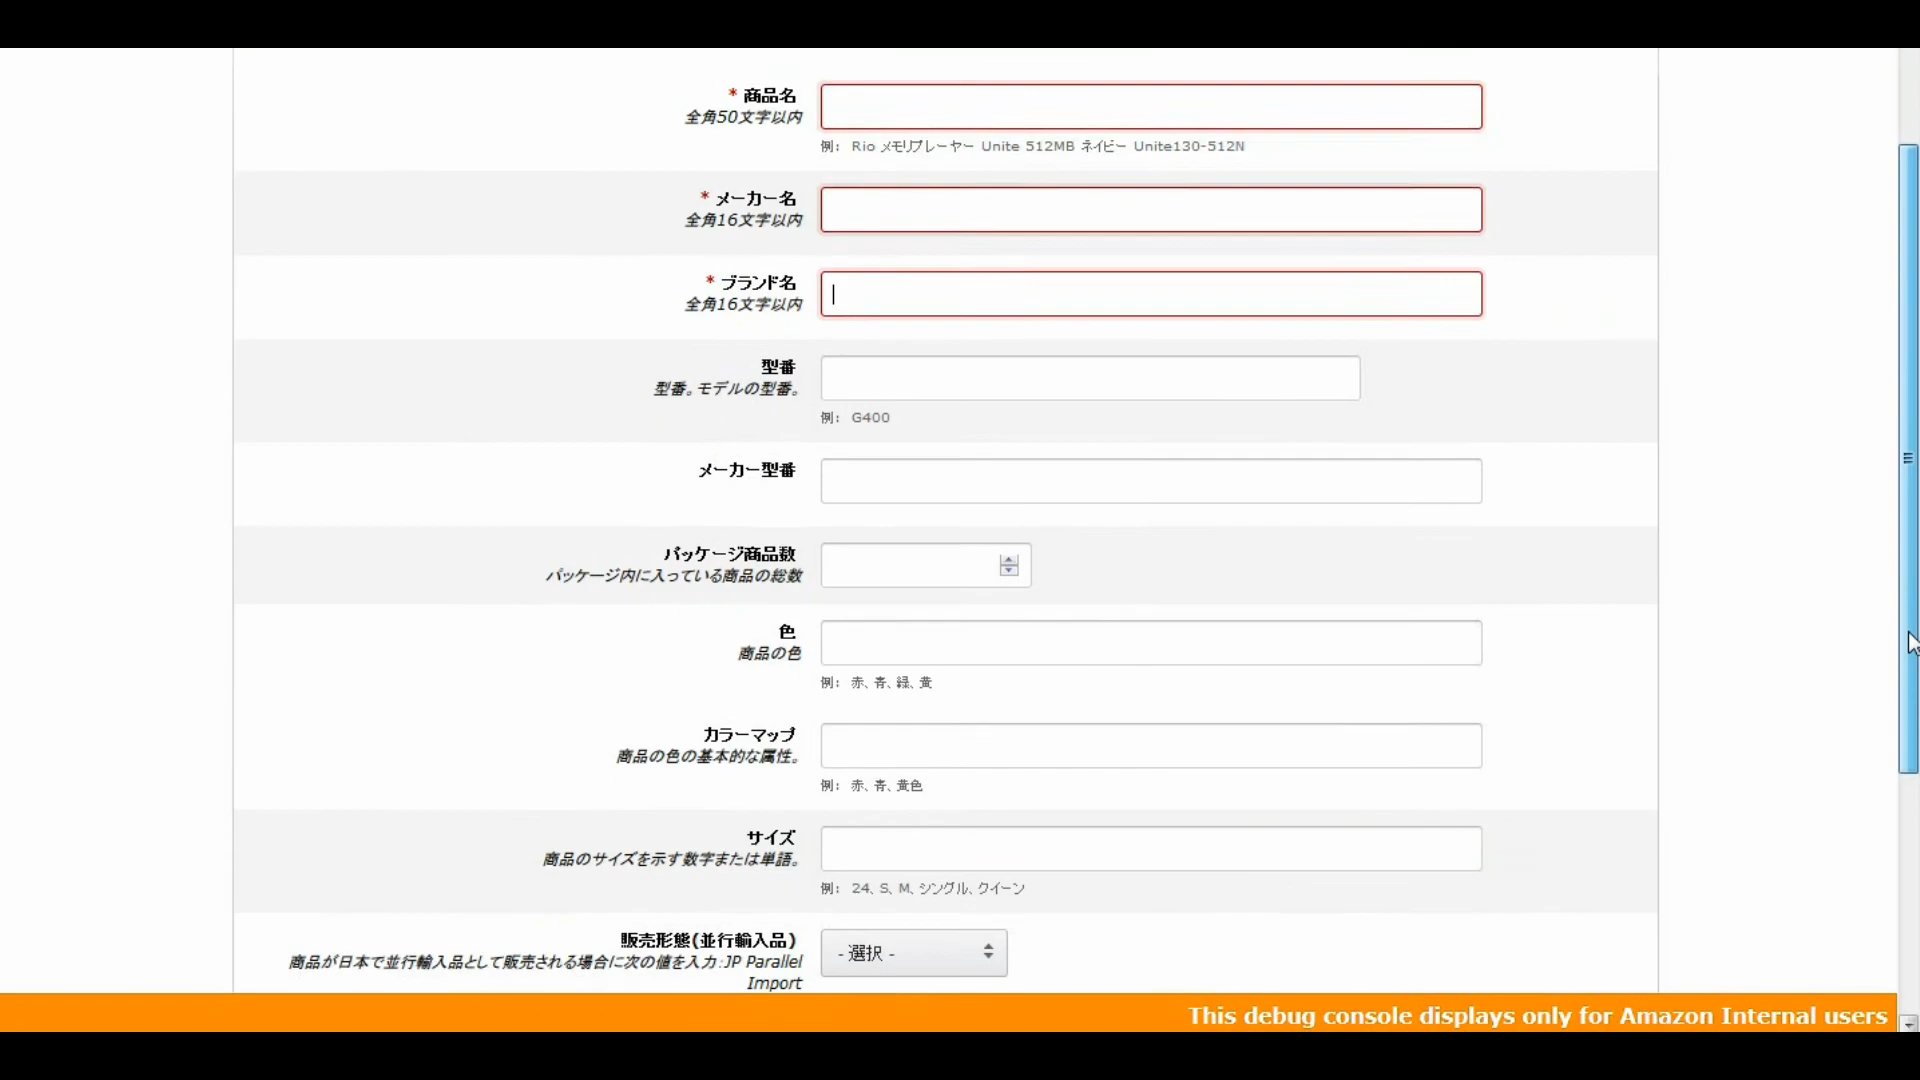 * 商品名
全角50文字以内
例: Rio メモリプレーヤー Unite 512MB ネイビー Unite130-512N
* メーカー名
全角16文字以内
* ブランド名
全角16文字以内
型番
型番。モデルの型番。
例: G400
メーカー型番
パッケージ商品数
パッケージ内に入っている商品の総数
色
商品の色
例: 赤、青、緑、黄
カラーマップ
商品の色の基本的な属性。
例: 赤、青、黄色
サイズ
商品のサイズを示す数字または単語。
例: 24、S、M、シングル、クイーン
販売形態(並行輸入品)
- 選択 -
商品が日本で並行輸入品として販売される場合に次の値を入力:JP Parallel
Import
This debug console displays only for Amazon Internal users